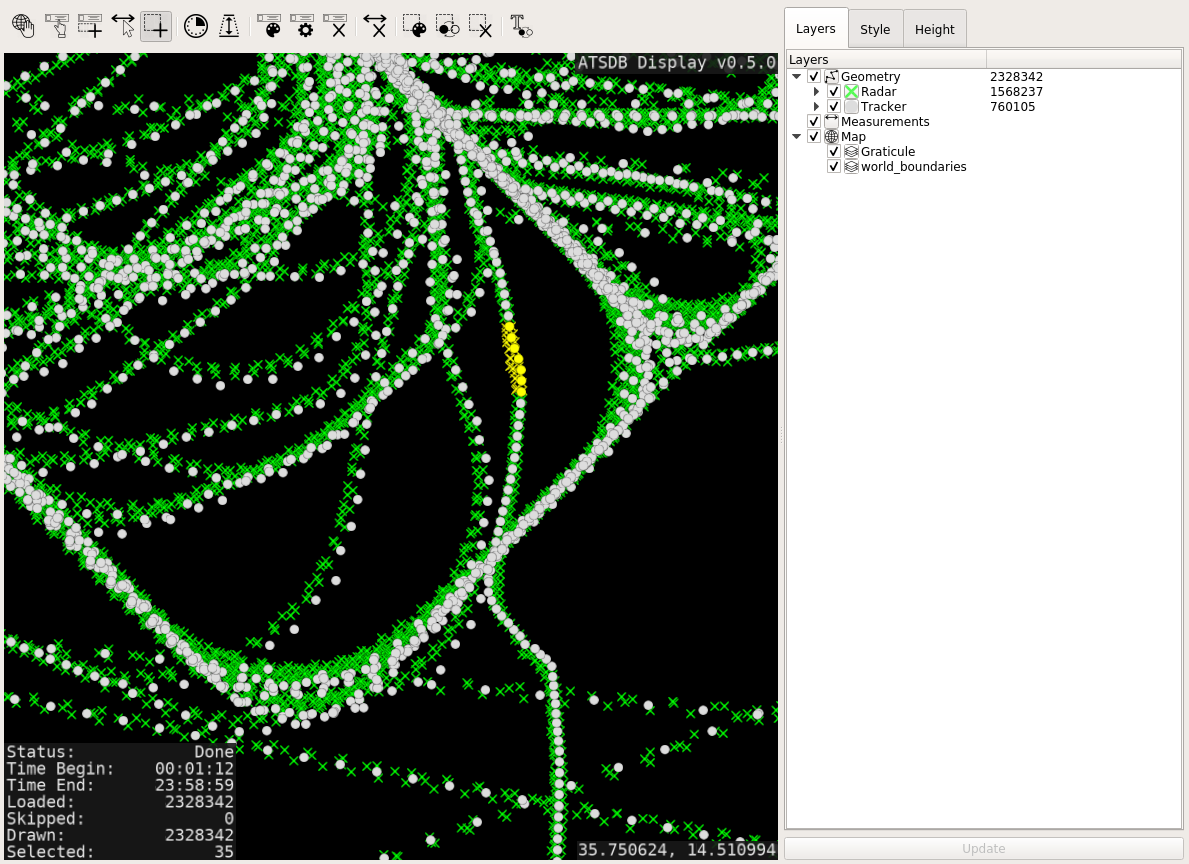 Layers
Style
Height
ATSDB Display v0.5.0
Layers
Geometry 2328342
Radar 1568237
Tracker 760105
Measurements
Map
Graticule
world_boundaries
Status: Done
Time Begin: 00:01:12
Time End: 23:58:59
Loaded: 2328342
Skipped: 0
Drawn: 2328342
Selected: 35
35.750624, 14.510994
Update